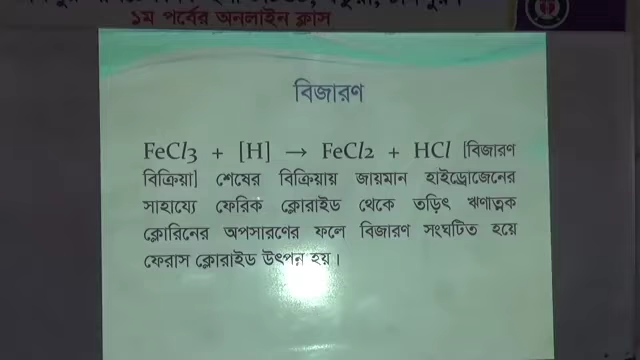 ১ম পর্বের অনলাইন ক্লাস
বিজারণ
FeCl3 + [H] → FeCl2 + HCl [বিজারণ
বিক্রিয়া] শেষের বিক্রিয়ায় জায়মান হাইড্রোজেনের
সাহায্যে ফেরিক ক্লোরাইড থেকে তড়িৎ ঋণাত্নক
ক্লোরিনের অপসারণের ফলে বিজারণ সংঘটিত হয়ে
ফেরাস ক্লোরাইড উৎপন্ন হয়।